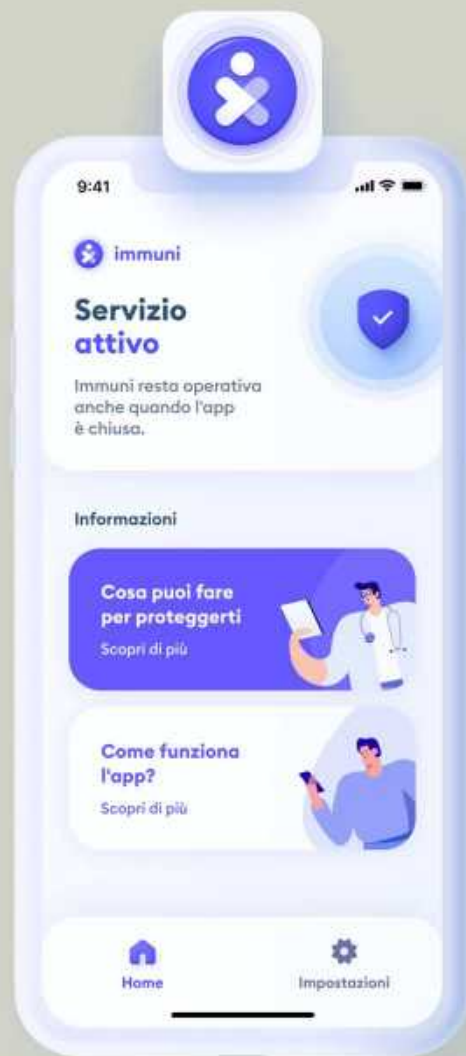 9:41
immuni
Servizio
attivo
Immuni resta operativa
anche quando l'app
è chiusa.
Informazioni
Cosa puoi fare
per proteggerti
Scopri di più
Come funziona
l'app?
Scopri di più
Home
Impostazioni